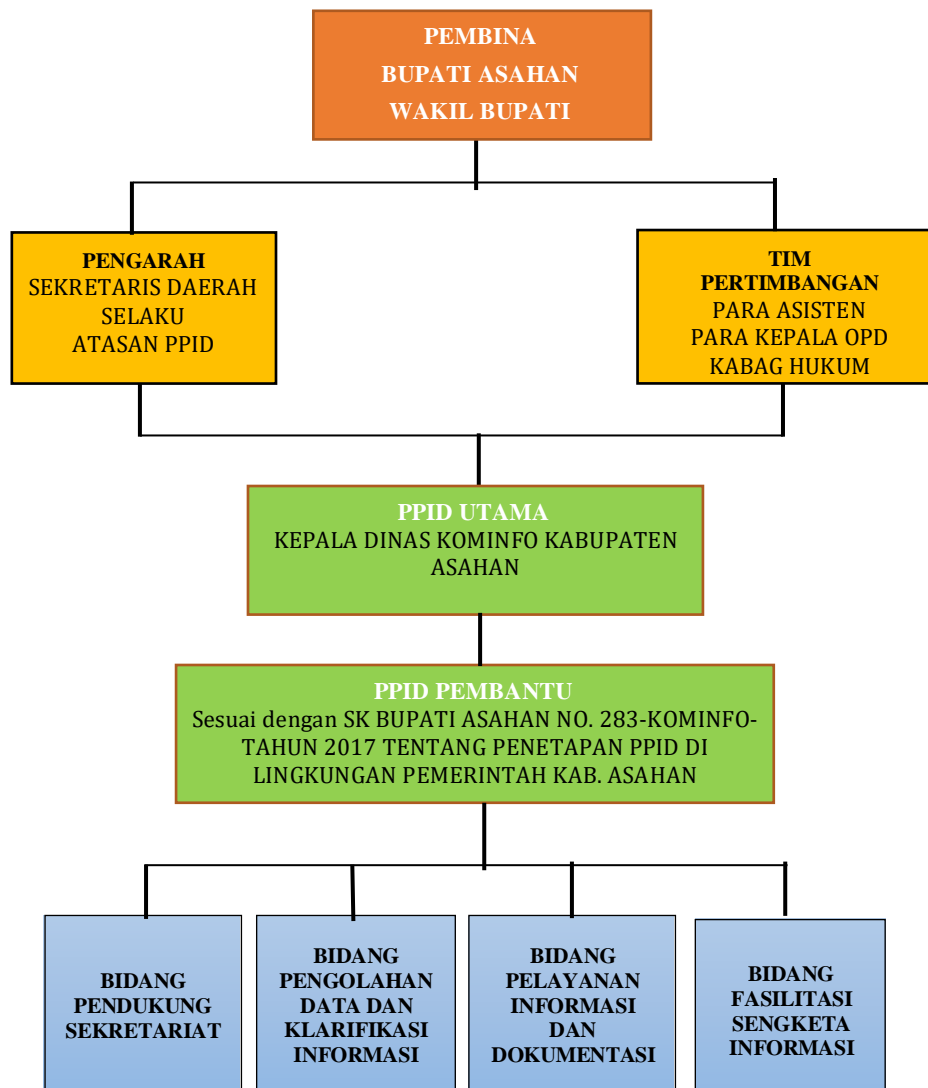 PEMBINA
BUPATI ASAHAN
WAKIL BUPATI
PENGARAH
SEKRETARIS DAERAH
SELAKU
ATASAN PPID
TIM
PERTIMBANGAN
PARA ASISTEN
PARA KEPALA OPD
KABAG HUKUM
PPID UTAMA
KEPALA DINAS KOMINFO KABUPATEN
ASAHAN
PPID PEMBANTU
Sesuai dengan SK BUPATI ASAHAN NO. 283-KOMINFO-
TAHUN 2017 TENTANG PENETAPAN PPID DI
LINGKUNGAN PEMERINTAH KAB. ASAHAN
BIDANG
PENDUKUNG
SEKRETARIAT
BIDANG
PENGOLAHAN
DATA DAN
KLARIFIKASI
INFORMASI
BIDANG
PELAYANAN
INFORMASI
DAN
DOKUMENTASI
BIDANG
FASILITASI
SENGKETA
INFORMASI